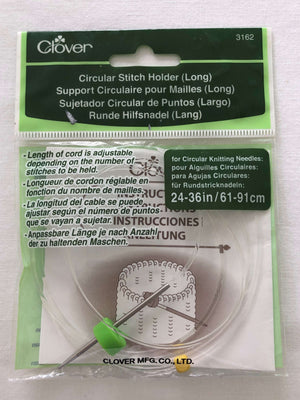 Clover
3162
Circular Stitch Holder (Long)
Support Circulaire pour Mailles (Long)
Sujetador Circular de Puntos (Largo)
Runde Hilfsnadel (Lang)
Clover
• Length of cord is adjustable
depending on the number of
stitches to be held.
• Longueur de cordon réglable en
fonction du nombre de mailles.
• La longitud del cable se puede
ajustar segun el número de puntos
que se vayan a sujetar.
• Anpassbare Länge je nach Anzahl
der zu haltenden Maschen.
for Circular Knitting Needles:
pour Aiguilles Circulaires:
para Agujas Circulares:
für Rundstricknadeln:
24-36in/61-91cm
INSTRUCCIONES
CLOVER MFG. CO., LTD.